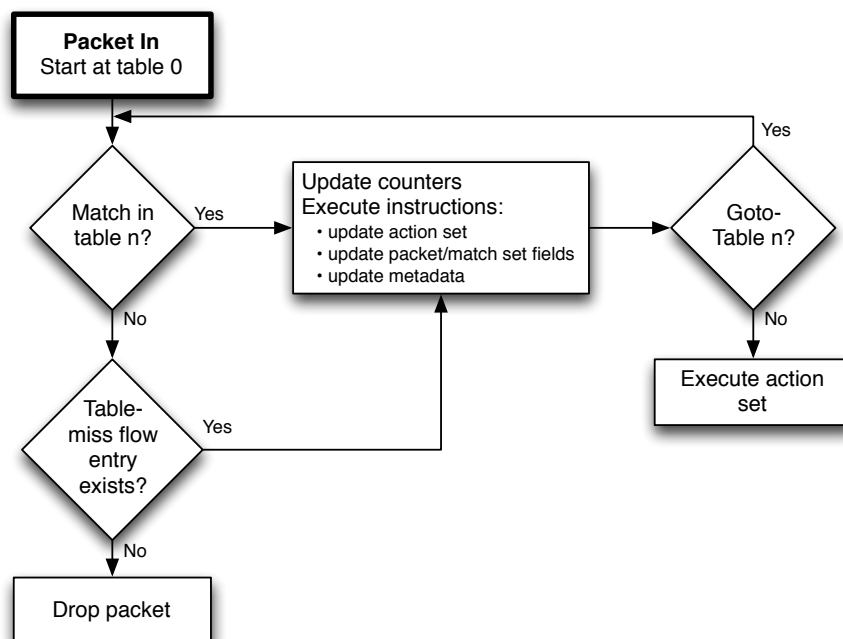 Packet In
Start at table 0
Yes
Match in
table n?
Yes
Update counters
Execute instructions:
• update action set
• update packet/match set fields
• update metadata
Goto-
Table n?
No
No
Execute action
set
Table-
miss flow
entry
exists?
Yes
No
Drop packet